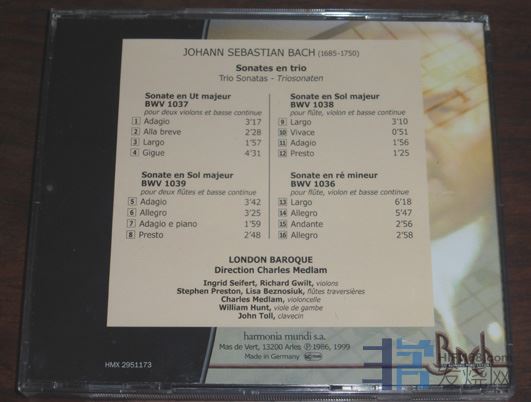 JOHANN SEBASTIAN BACH (1685-1750)
Sonates en trio
Trio Sonatas - Triosonaten
Sonate en Ut majeur
BWV 1037
pour deux violons et basse continue
1 Adagio 3'17
2 Alla breve 2'28
3 Largo 1'57
4 Gigue 4'31
Sonate en Sol majeur
BWV 1039
pour deux flûtes et basse continue
5 Adagio 3'42
6 Allegro 3'25
7 Adagio e piano 1'59
8 Presto 2'48
Sonate en Sol majeur
BWV 1038
pour flûte, violon et basse continue
9 Largo 3'10
10 Vivace 0'51
11 Adagio 1'56
12 Presto 1'25
Sonate en ré mineur
BWV 1036
pour flûte, violon et basse continue
13 Largo 6'18
14 Allegro 5'47
15 Andante 2'56
16 Allegro 2'58
LONDON BAROQUE
Direction Charles Medlam
Ingrid Seifert, Richard Gwilt, violons
Stephen Preston, Lisa Beznosiuk, flûtes traversières
Charles Medlam, violoncelle
William Hunt, viole de gambe
John Toll, clavecin
harmonia mundi s.a.
Mas de Vert, 13200 Arles ℗ 1986, 1999
Made in Germany
HMX 2951173
Bach